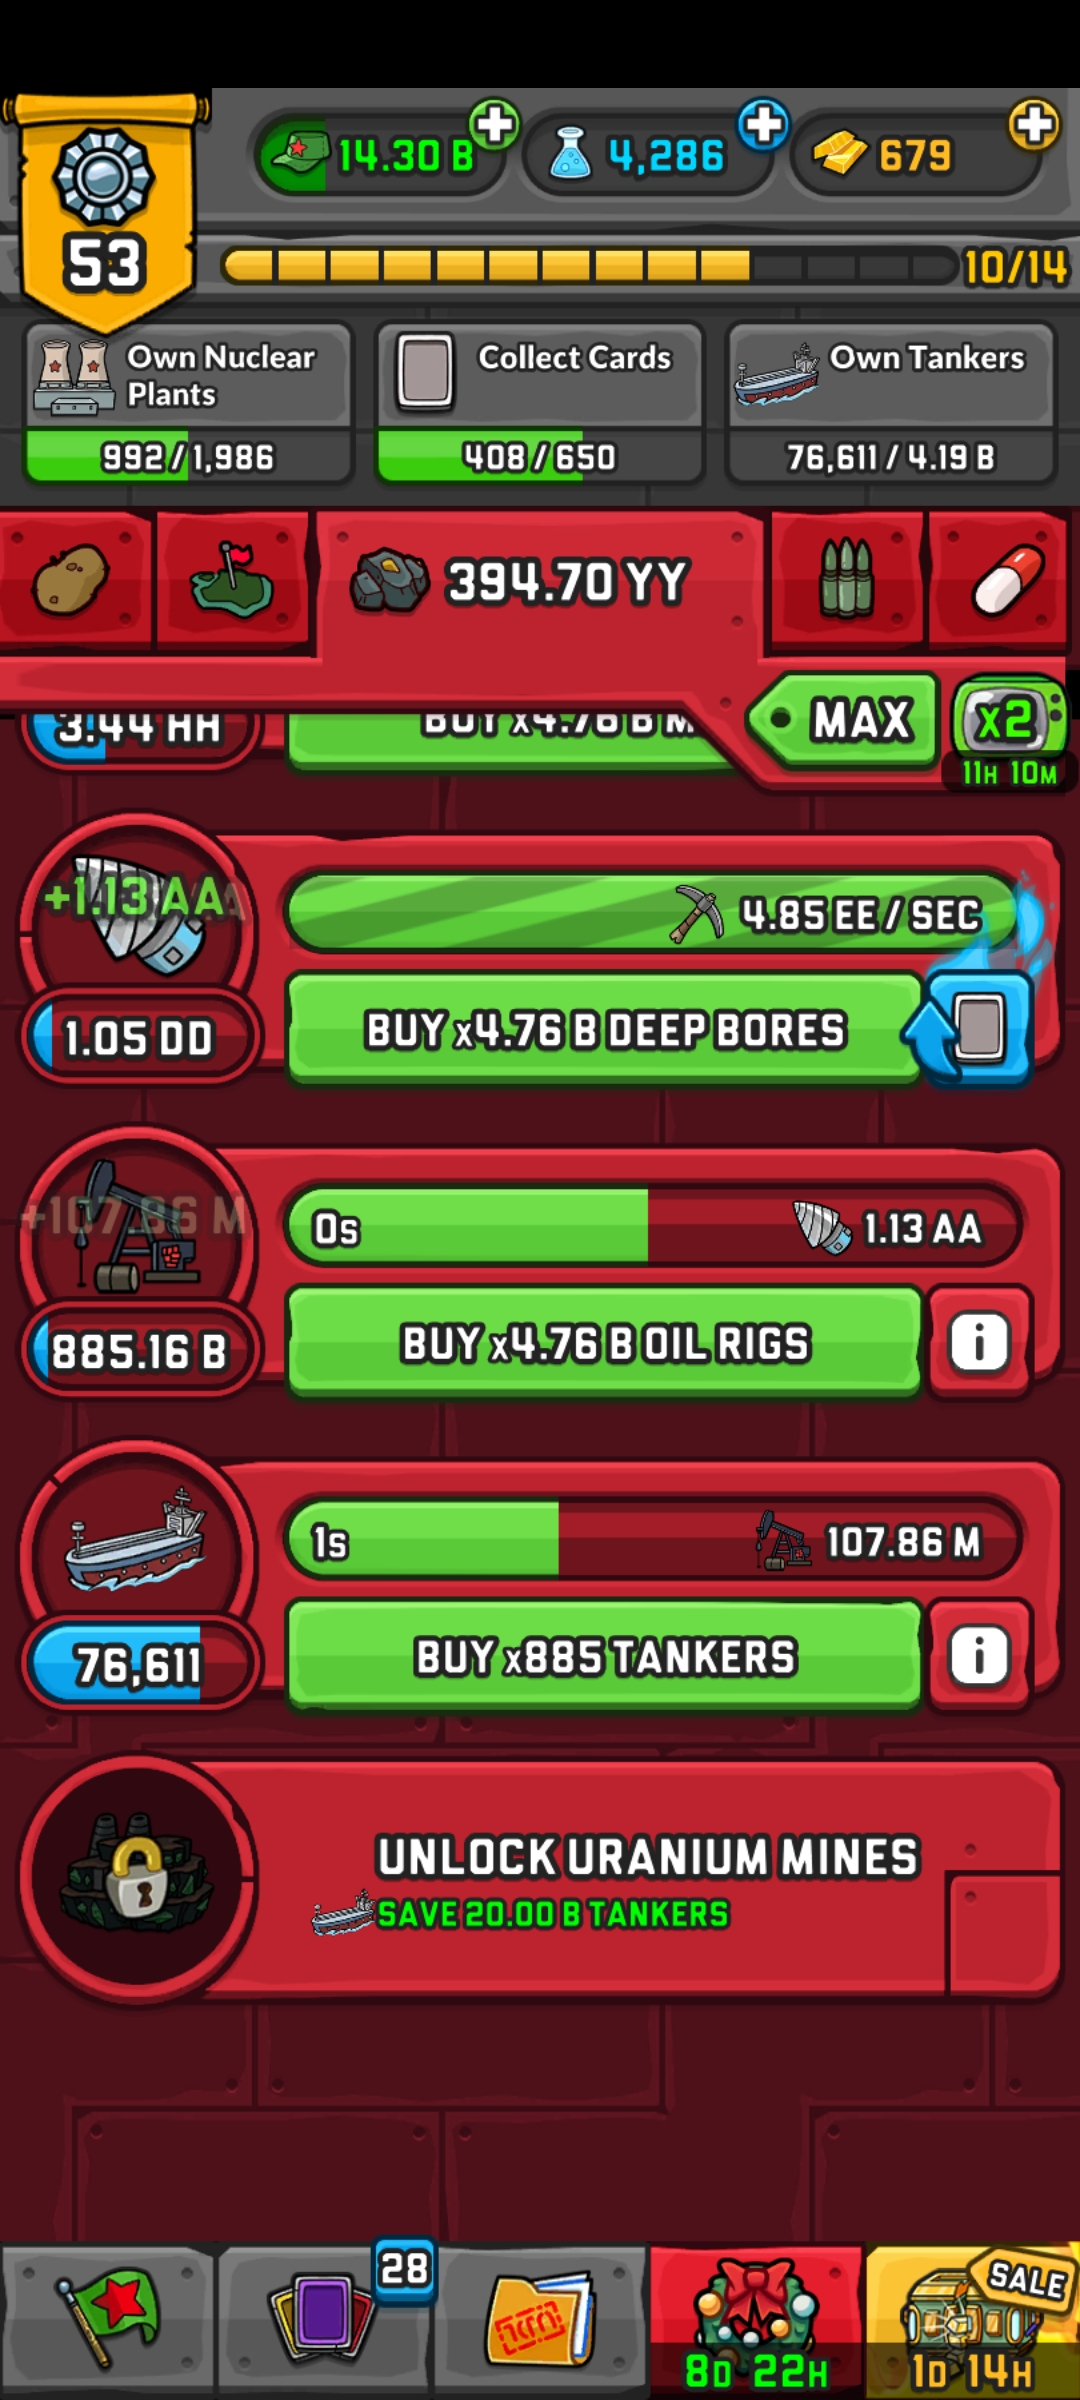 53
14.30 B
4,286
679
10/14
Own Nuclear Plants
992/1,986
Collect Cards
408/650
Own Tankers
76,611/4.19 B
394.70 YY
MAX
x2
11H 10M
3.44 HH
BUY x4.76 B M
+1.13 AA
4.85 EE / SEC
1.05 DD
BUY x4.76 B DEEP BORES
+107.86 M
0s
1.13 AA
885.16 B
BUY x4.76 B OIL RIGS
i
1s
107.86 M
76,611
BUY x885 TANKERS
i
UNLOCK URANIUM MINES
SAVE 20.00 B TANKERS
28
SALE
8D 22H
1D 14H